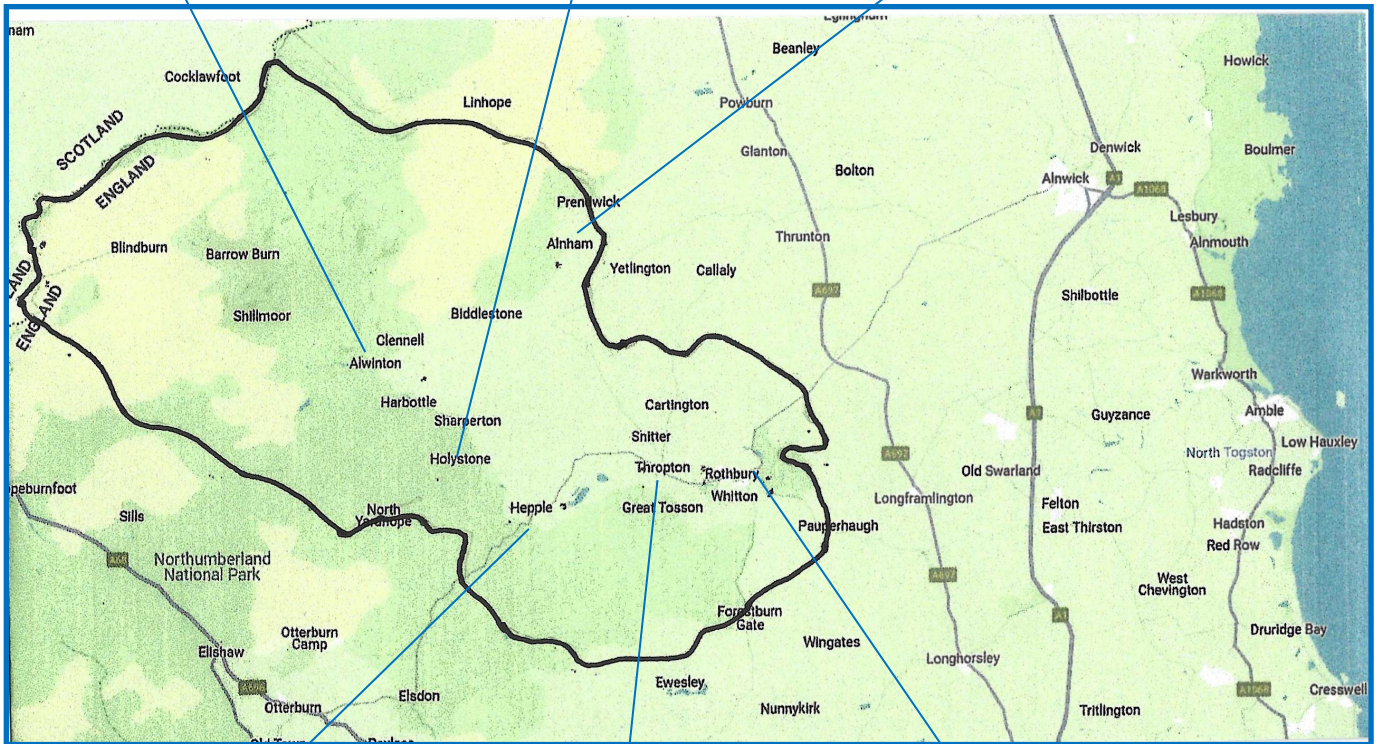 Beanley
Howick
Cocklawfoot
Linhope
Powburn
SCOTLAND
ENGLAND
Glanton
Denwick
Boulmer
Bolton
Alnwick
A1
A1068
Prendwick
Lesbury
Alnham
Thrunton
Alnmouth
Blindburn
Barrow Burn
Yetlington
Callaly
LAND
ENGLAND
A697
Shilbottle
A1068
Shillmoor
Biddlestone
Clennell
Alwinton
Warkworth
Harbottle
Cartington
Sharperton
Guyzance
A1
Amble
Snitter
Low Hauxley
Holystone
Thropton
Rothbury
A697
North Togston
Old Swarland
Radcliffe
Whitton
Hepple
Great Tosson
Longframlington
Felton
opeburnfoot
Sills
North
Yardhope
Pauperhaugh
East Thirston
Hadston
Red Row
Northumberland
National Park
A697
West
Chevington
Forestburn
Gate
A1
Otterburn
Camp
Wingates
Druridge Bay
Ellshaw
Longhorsley
Ewesley
A696
Elsdon
A1068
Cresswell
Otterburn
Nunnykirk
Tritlington